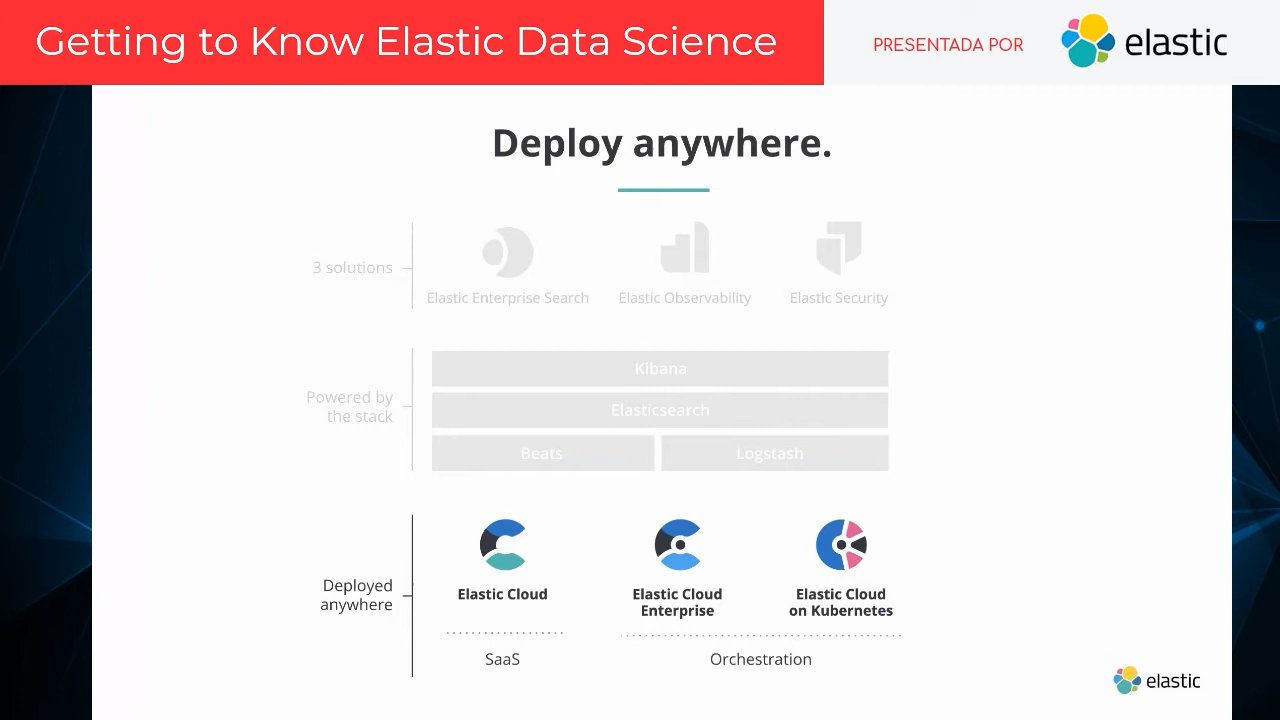 Getting to Know Elastic Data Science
PRESENTADA POR
elastic
Deploy anywhere.
3 solutions
Elastic Enterprise Search
Elastic Observability
Elastic Security
Powered by
the stack
Kibana
Elasticsearch
Beats
Logstash
Deployed
anywhere
Elastic Cloud
Elastic Cloud
Enterprise
Elastic Cloud
on Kubernetes
SaaS
Orchestration
elastic